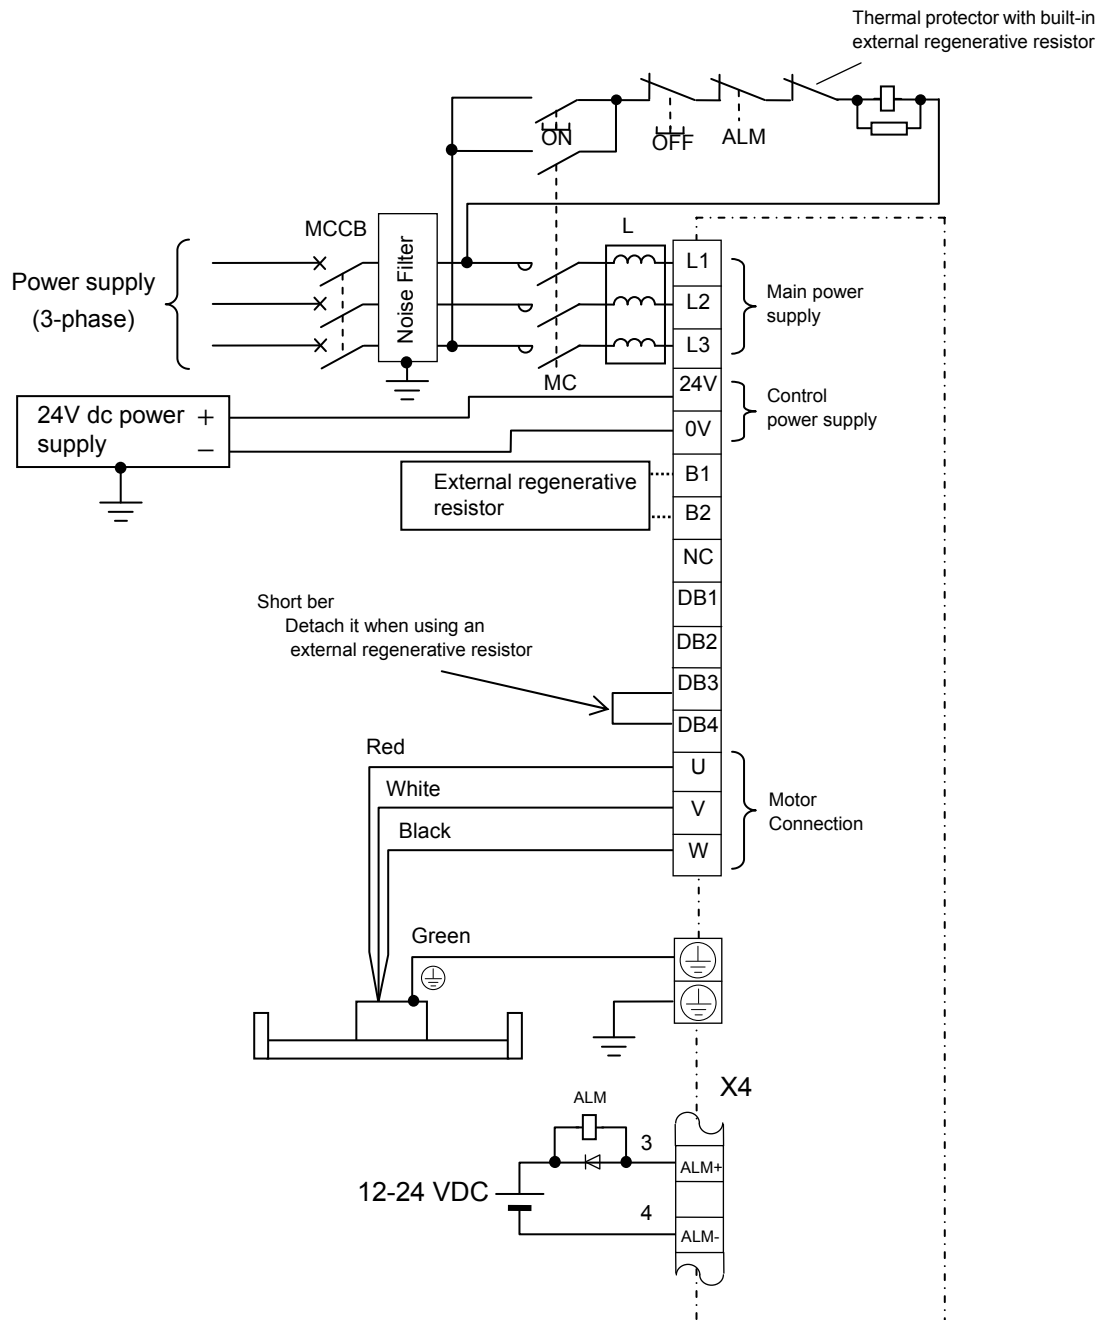 Thermal protector with built-in
external regenerative resistor
ON
OFF
ALM
MCCB
Noise Filter
L
Power supply
(3-phase)
L1
L2
L3
Main power
supply
MC
24V dc power
supply
+
−
24V
0V
Control
power supply
External regenerative
resistor
B1
B2
NC
DB1
DB2
Short ber
Detach it when using an
external regenerative resistor
DB3
DB4
Red
White
Black
U
V
W
Motor
Connection
Green
X4
ALM
3
ALM+
12-24 VDC
4
ALM-